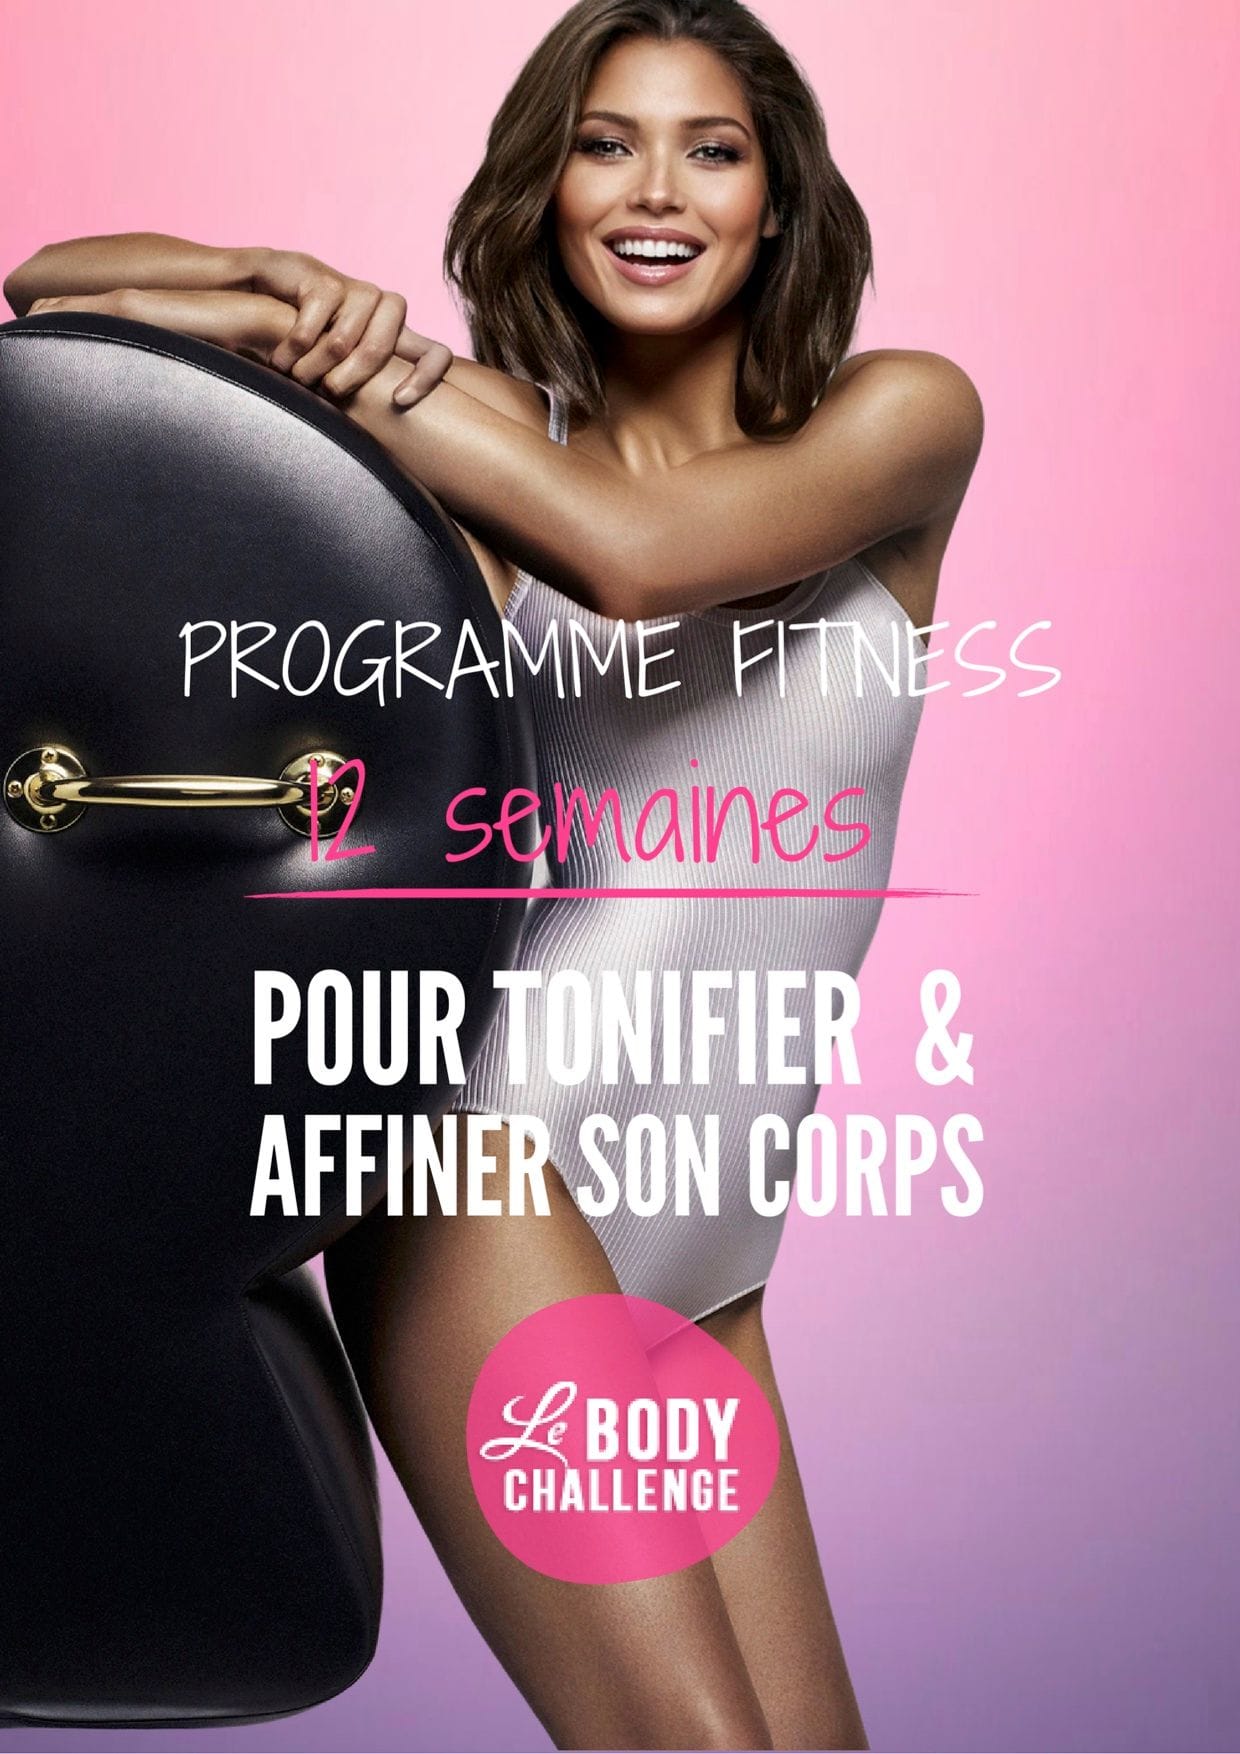 PROGRAMME FITNESS
12 semaines
POUR TONIFIER &
AFFINER SON CORPS
Le BODY
CHALLENGE